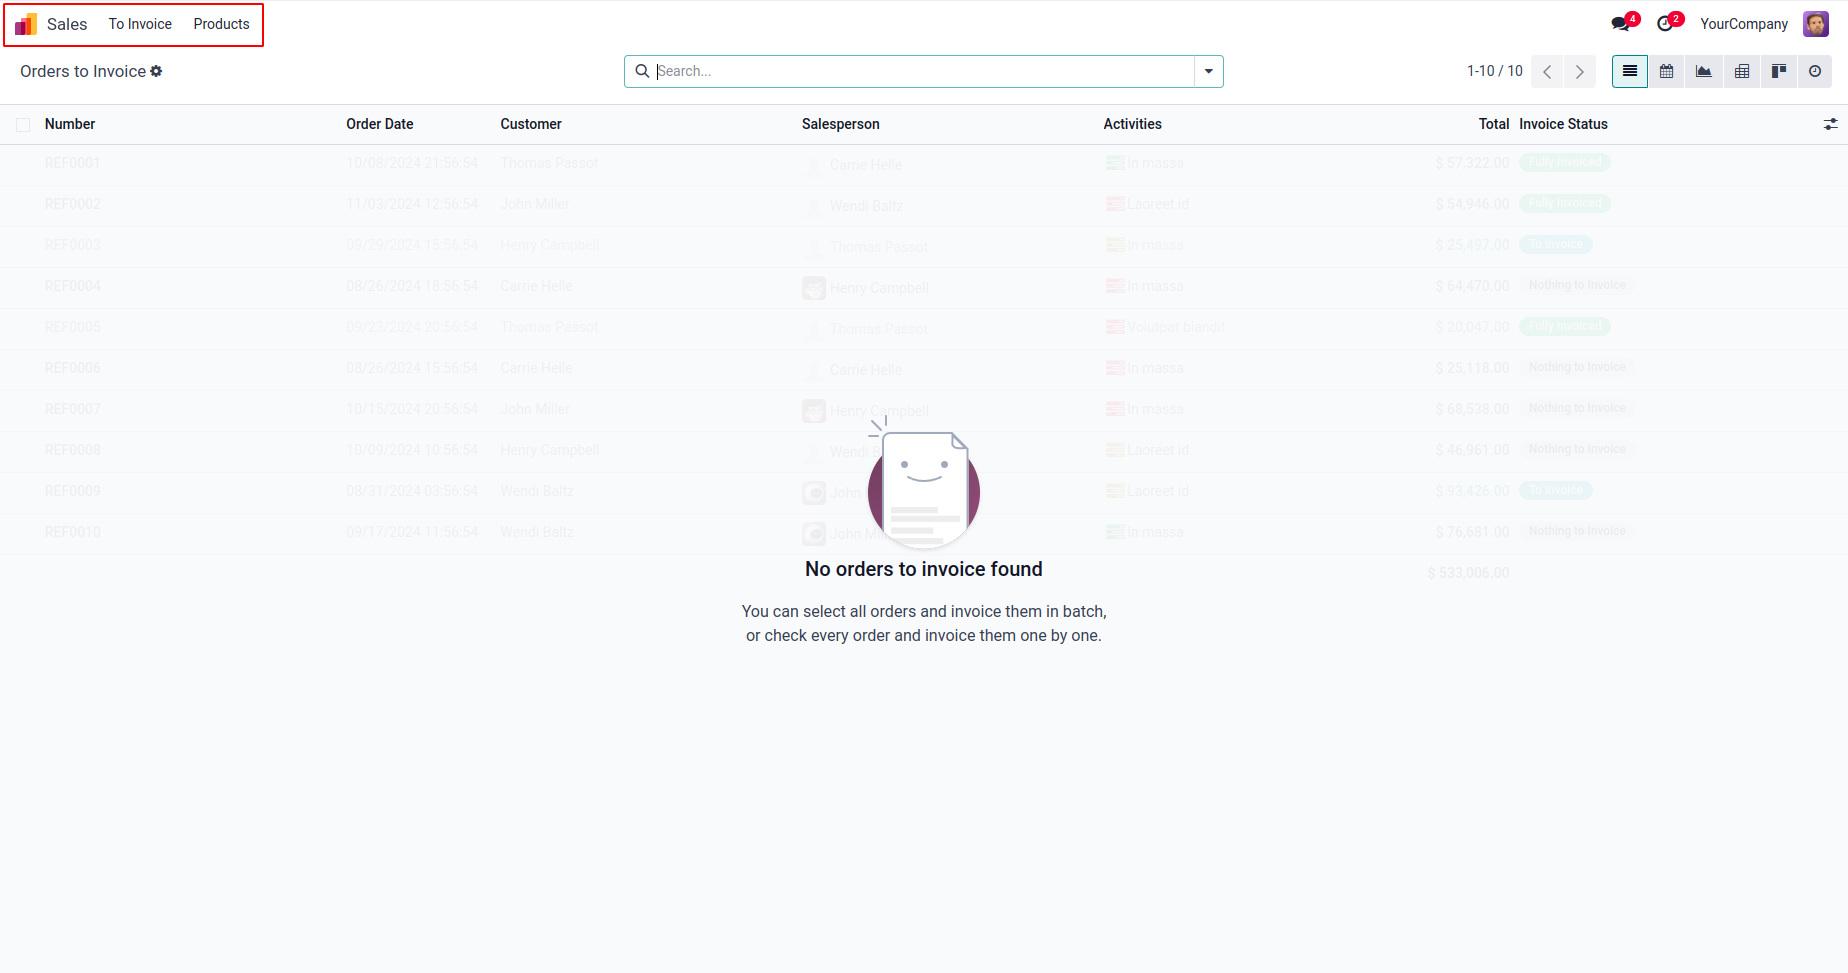 Sales To Invoice Products 4 2 YourCompany
Orders to Invoice Search... 1-10 / 10
Number Order Date Customer Salesperson Activities Total Invoice Status
REF0001 10/08/2024 21:56:54 Thomas Passot Carrie Helle In massa $ 57,322.00 Fully Invoiced
REF0002 11/03/2024 12:56:54 John Miller Wendi Baltz Laoreet id $ 54,946.00 Fully Invoiced
REF0003 09/29/2024 15:56:54 Henry Campbell Thomas Passot In massa $ 25,497.00 To Invoice
REF0004 08/26/2024 18:56:54 Carrie Helle Henry Campbell In massa $ 64,470.00 Nothing to Invoice
REF0005 09/23/2024 20:56:54 Thomas Passot Thomas Passot Volutpat blandit $ 20,047.00 Fully Invoiced
REF0006 08/26/2024 15:56:54 Carrie Helle Carrie Helle In massa $ 25,118.00 Nothing to Invoice
REF0007 10/15/2024 20:56:54 John Miller Henry Campbell In massa $ 68,538.00 Nothing to Invoice
REF0008 10/09/2024 10:56:54 Henry Campbell Wendi Laoreet id $ 46,961.00 Nothing to Invoice
REF0009 08/31/2024 03:56:54 Wendi Baltz John Laoreet id $ 93,426.00 To Invoice
REF0010 09/17/2024 11:56:54 Wendi Baltz John In massa $ 76,681.00 Nothing to Invoice
$ 533,006.00
No orders to invoice found
You can select all orders and invoice them in batch,
or check every order and invoice them one by one.